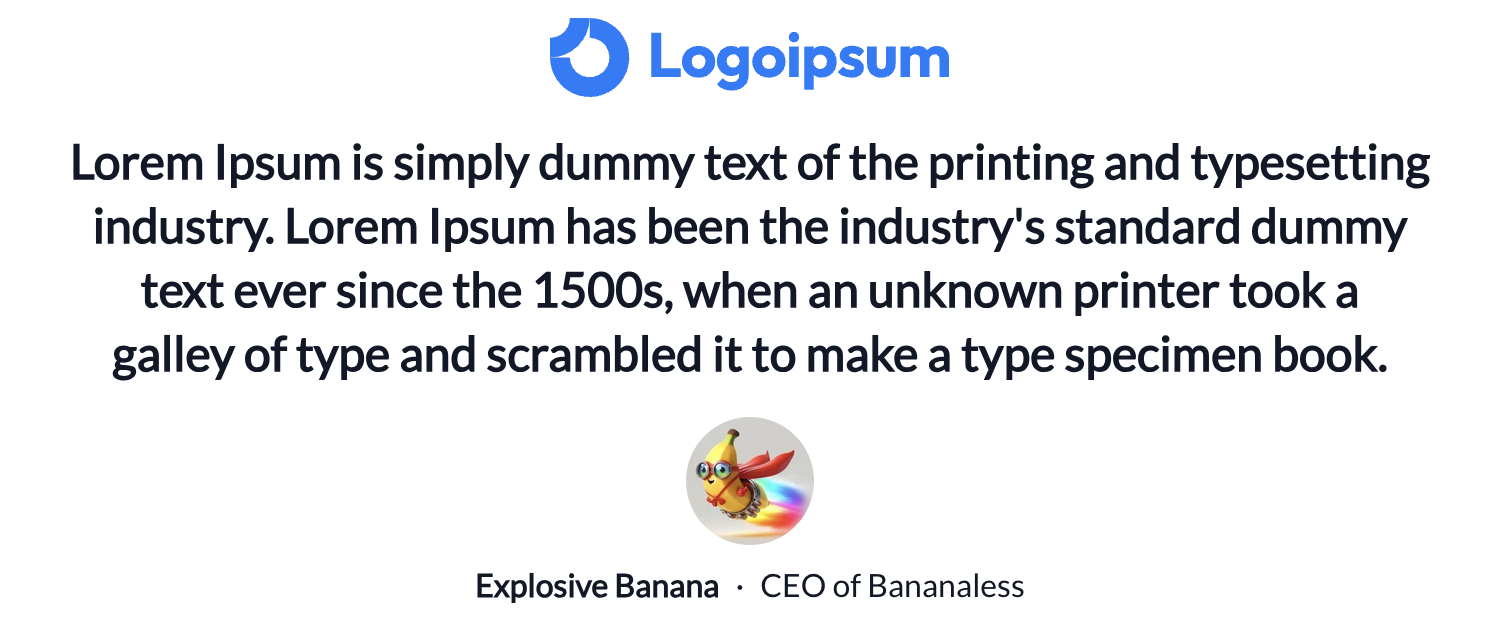 Logoipsum
Lorem Ipsum is simply dummy text of the printing and typesetting
industry. Lorem Ipsum has been the industry's standard dummy
text ever since the 1500s, when an unknown printer took a
galley of type and scrambled it to make a type specimen book.
Explosive Banana · CEO of Bananaless